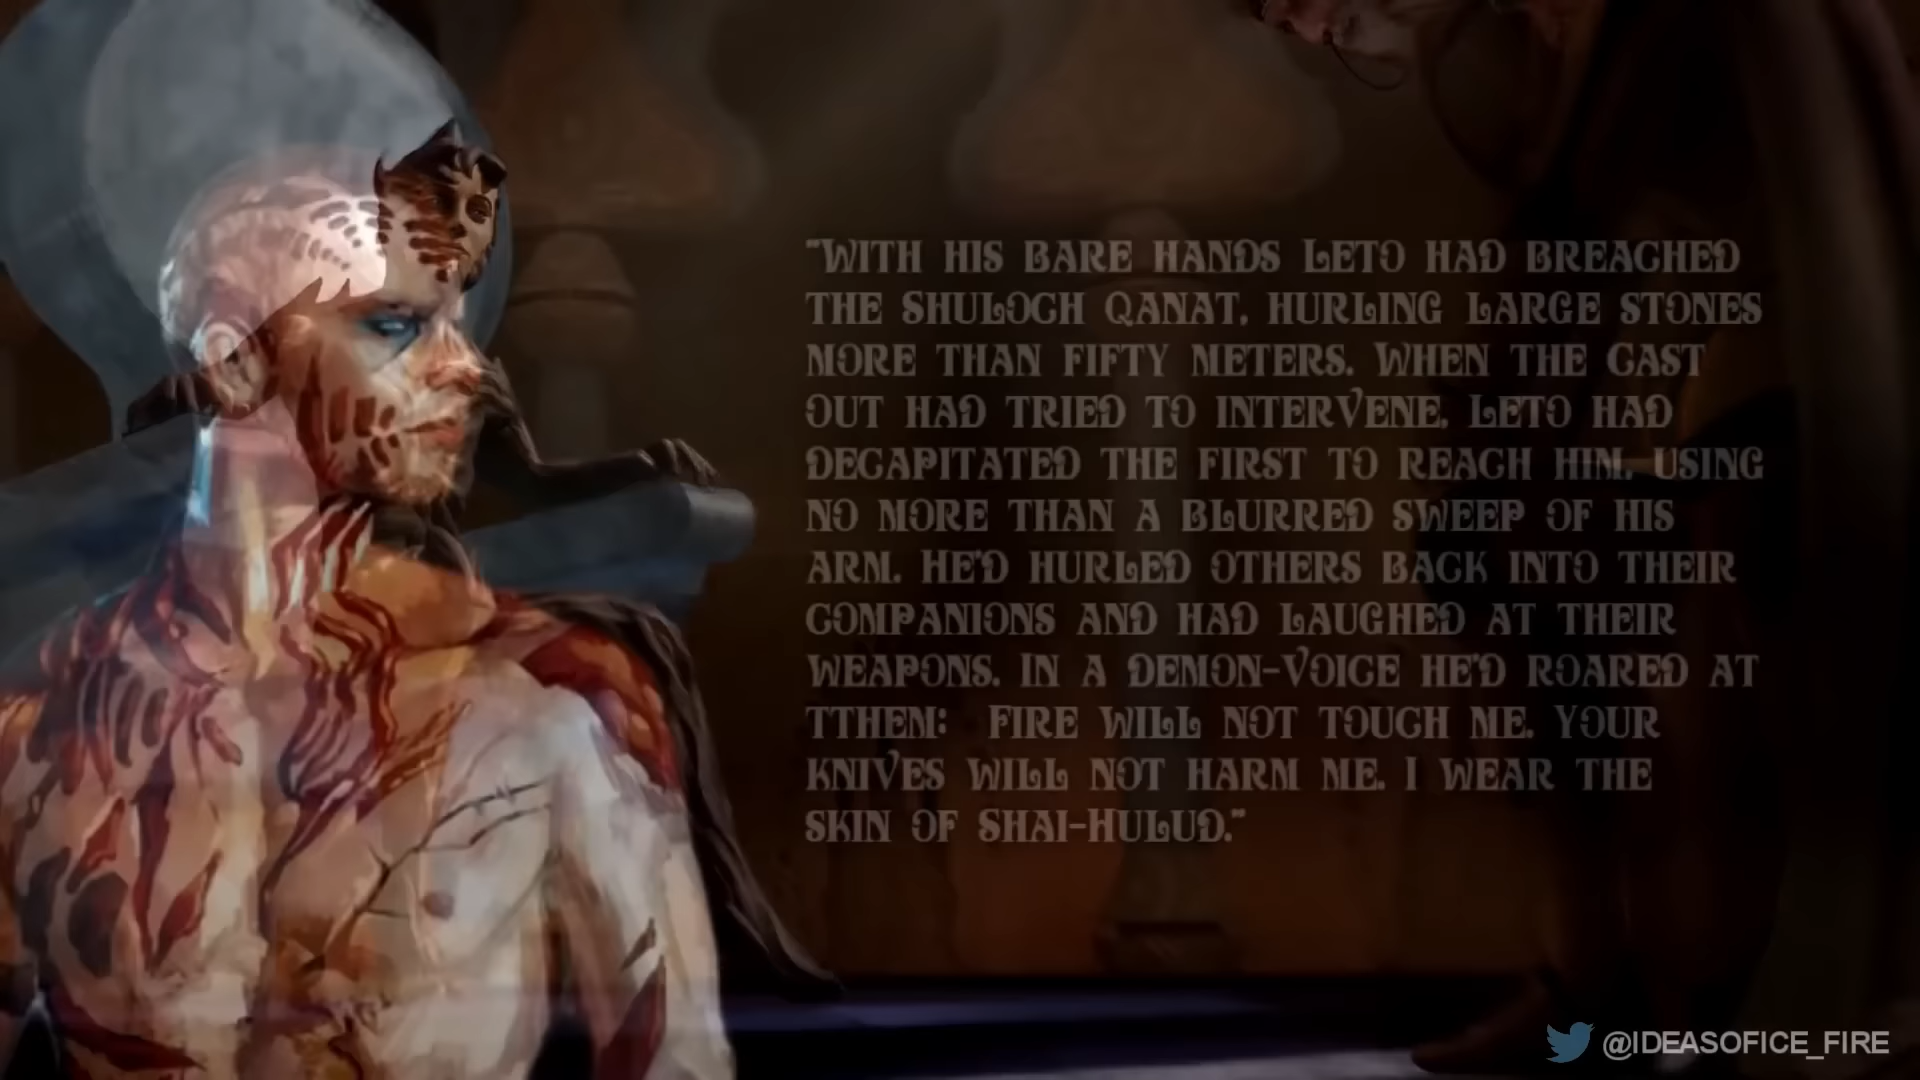 "With his bare hands Leto had breached
the Shuloch qanat, hurling large stones
more than fifty meters. When the Cast
Out had tried to intervene, Leto had
decapitated the first to reach him, using
no more than a blurred sweep of his
arm. He'd hurled others back into their
companions and had laughed at their
weapons. In a demon-voice he'd roared at
tthem:  Fire will not touch me. Your
knives will not harm me. I wear the
skin of Shai-Hulud."
@IDEASOFICE_FIRE